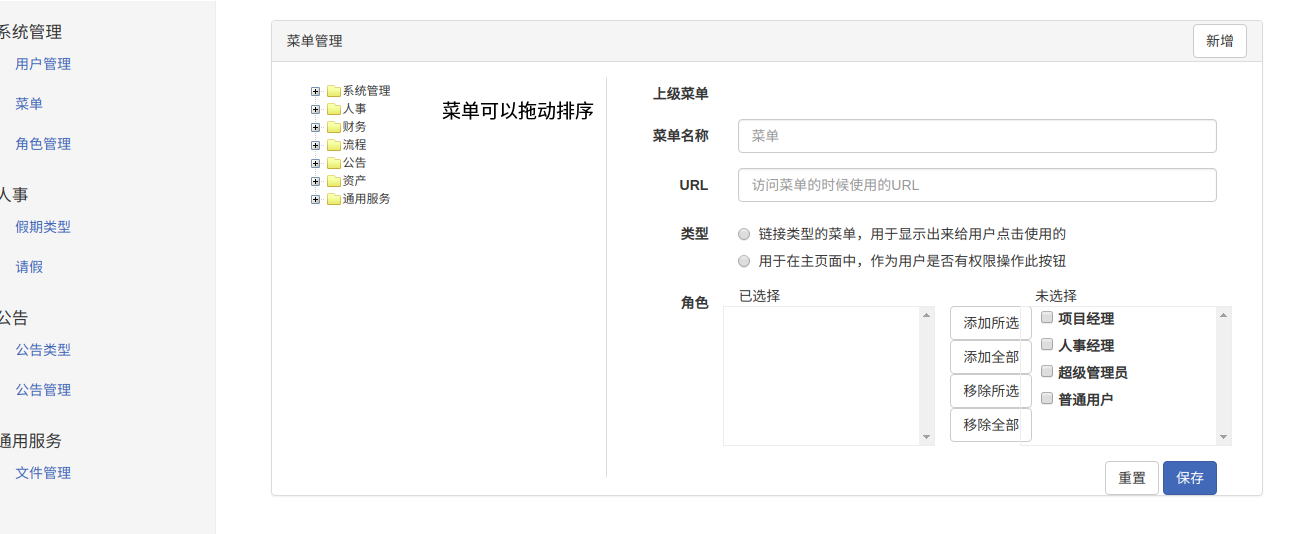 系统管理
用户管理
菜单
角色管理
人事
假期类型
请假
公告
公告类型
公告管理
通用服务
文件管理
菜单管理
新增
系统管理
人事
财务
流程
公告
资产
通用服务
菜单可以拖动排序
上级菜单
菜单名称
菜单
URL
访问菜单的时候使用的URL
类型
链接类型的菜单，用于显示出来给用户点击使用的
用于在主页面中，作为用户是否有权限操作此按钮
角色
已选择
添加所选
添加全部
移除所选
移除全部
未选择
项目经理
人事经理
超级管理员
普通用户
重置
保存